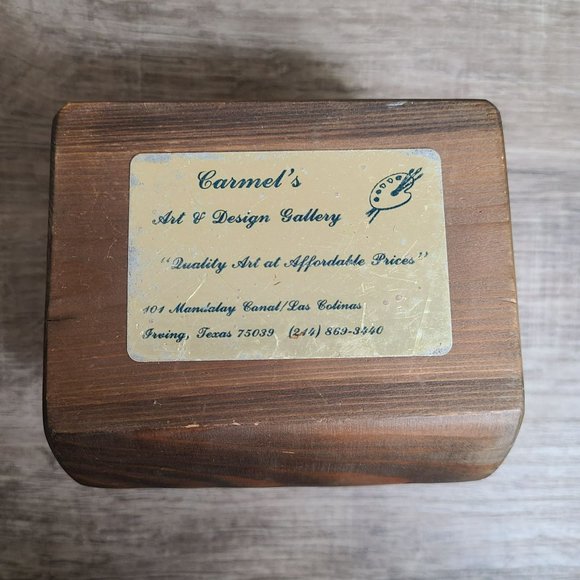 Carmel's
Art & Design Gallery
"Quality Art at Affordable Prices"
101 Mandalay Canal/Las Colinas
Irving, Texas 75039 (214) 869-3440